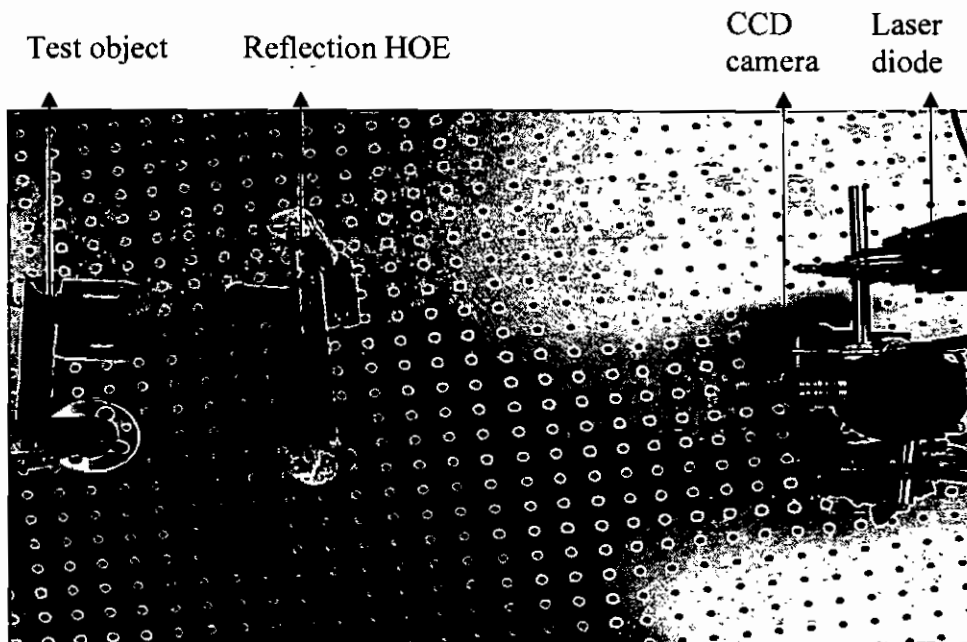 Test object
Reflection HOE
CCD
camera
Laser
diode